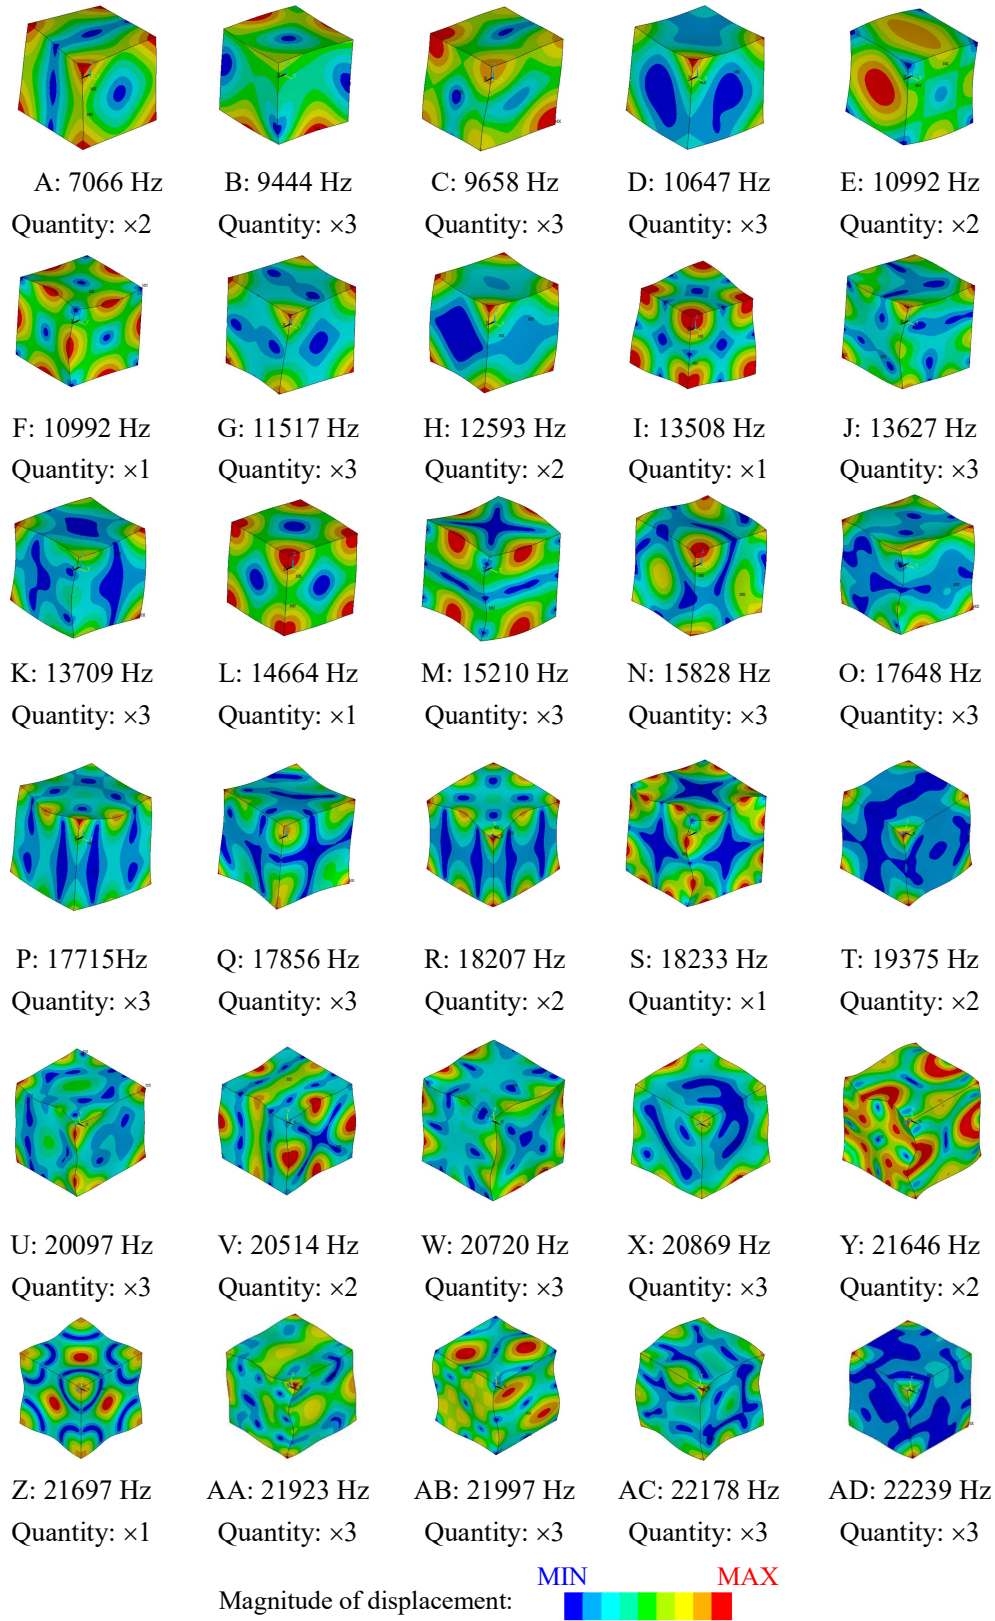 A: 7066 Hz B: 9444 Hz C: 9658 Hz D: 10647 Hz E: 10992 Hz
Quantity: ×2 Quantity: ×3 Quantity: ×3 Quantity: ×3 Quantity: ×2
F: 10992 Hz G: 11517 Hz H: 12593 Hz I: 13508 Hz J: 13627 Hz
Quantity: ×1 Quantity: ×3 Quantity: ×2 Quantity: ×1 Quantity: ×3
K: 13709 Hz L: 14664 Hz M: 15210 Hz N: 15828 Hz O: 17648 Hz
Quantity: ×3 Quantity: ×1 Quantity: ×3 Quantity: ×3 Quantity: ×3
P: 17715Hz Q: 17856 Hz R: 18207 Hz S: 18233 Hz T: 19375 Hz
Quantity: ×3 Quantity: ×3 Quantity: ×2 Quantity: ×1 Quantity: ×2
U: 20097 Hz V: 20514 Hz W: 20720 Hz X: 20869 Hz Y: 21646 Hz
Quantity: ×3 Quantity: ×2 Quantity: ×3 Quantity: ×3 Quantity: ×2
Z: 21697 Hz AA: 21923 Hz AB: 21997 Hz AC: 22178 Hz AD: 22239 Hz
Quantity: ×1 Quantity: ×3 Quantity: ×3 Quantity: ×3 Quantity: ×3
MIN MAX
Magnitude of displacement: